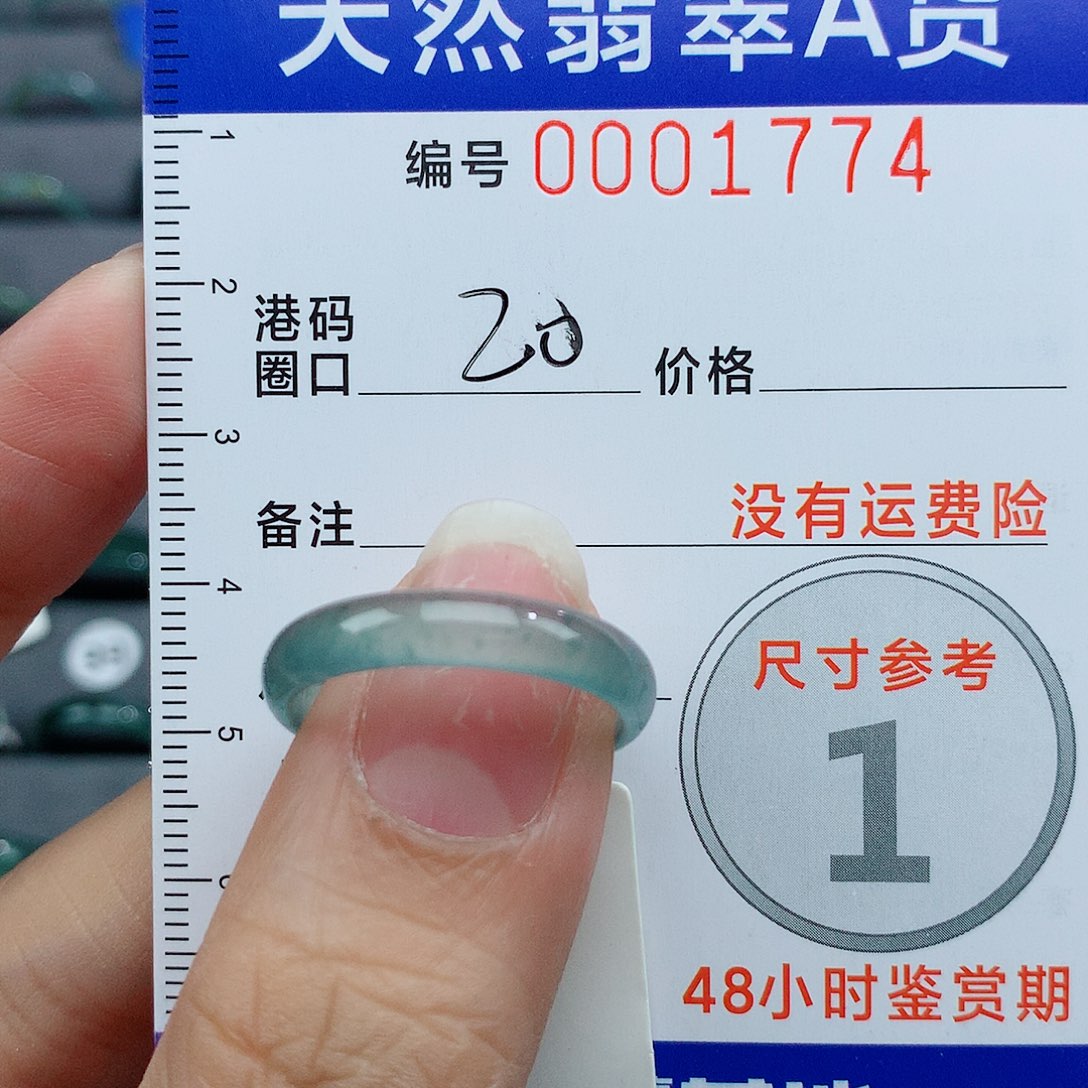 天然翡翠A货
编号 0001774
港码
圈口 20 价格
备注
没有运费险
尺寸参考
1
48小时鉴赏期
1
2
3
4
5